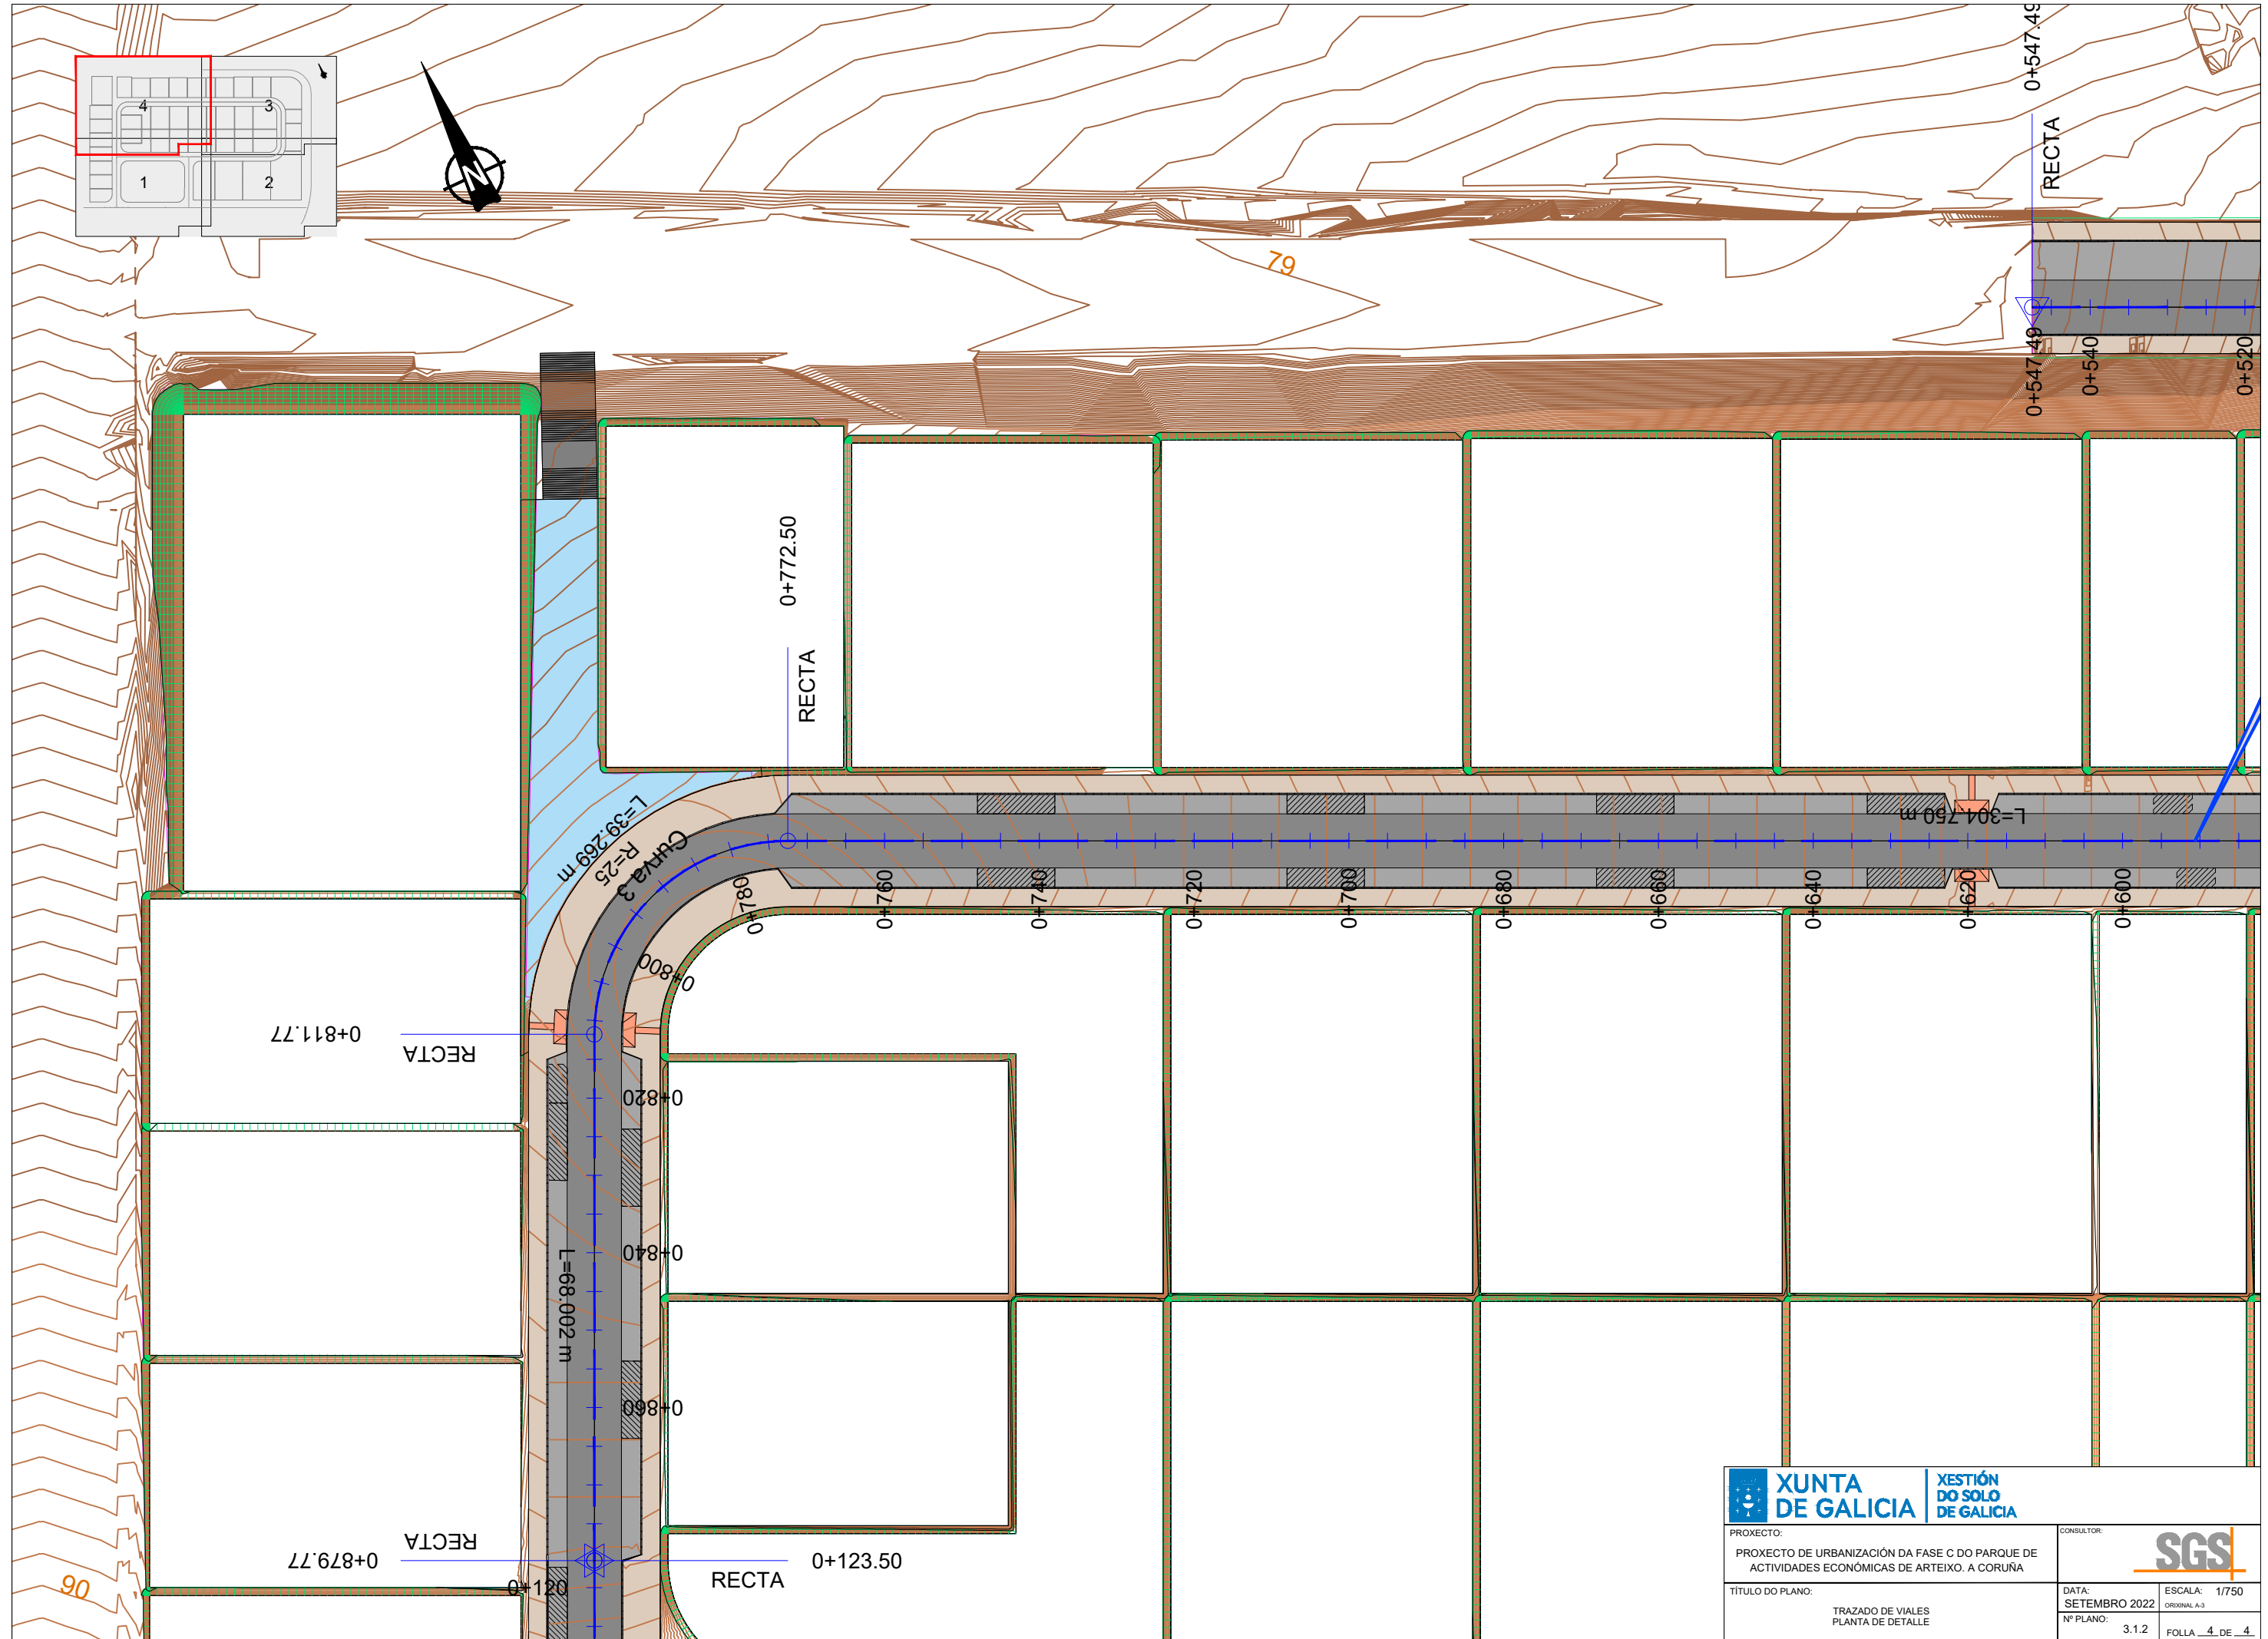 4
3
1
2
N
79
0+547.49
RECTA
0+547.49
0+540
0+520
0+772.50
RECTA
L=39.269 m
R=25
Curva 3
L=304.750 m
0+780
0+760
0+740
0+720
0+700
0+680
0+660
0+640
0+620
0+600
0+800
0+811.77
RECTA
0+820
0+840
L=68.002 m
0+860
RECTA
0+879.77
0+123.50
RECTA
0+120
90
XUNTA
DE GALICIA
XESTIÓN
DO SOLO
DE GALICIA
PROXECTO:
PROXECTO DE URBANIZACIÓN DA FASE C DO PARQUE DE
ACTIVIDADES ECONÓMICAS DE ARTEIXO. A CORUÑA
CONSULTOR:
SGS
TÍTULO DO PLANO:
TRAZADO DE VIALES
PLANTA DE DETALLE
DATA:
SETEMBRO 2022
ESCALA: 1/750
ORIXINAL A-3
Nº PLANO:
3.1.2
FOLLA 4 DE 4